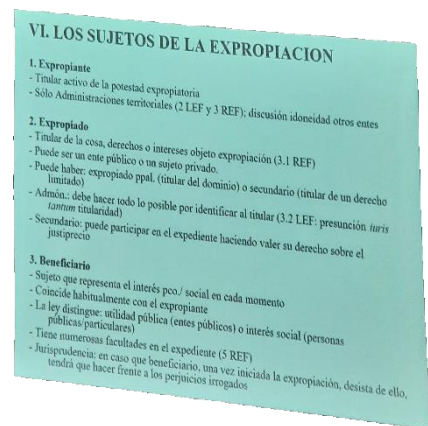 VI. LOS SUJETOS DE LA EXPROPIACION
1. Expropiante
- Titular activo de la potestad expropiatoria
- Sólo Administraciones territoriales (2 LEF y 3 REF); discusión idoneidad otros entes
2. Expropiado
- Titular de la cosa, derechos o intereses objeto expropiación (3.1 REF)
- Puede ser un ente público o un sujeto privado.
- Puede haber: expropiado ppal. (titular del dominio) o secundario (titular de un derecho
limitado)
- Admón.: debe hacer todo lo posible por identificar al titular (3.2 LEF: presunción iuris
tantum titularidad)
- Secundario: puede participar en el expediente haciendo valer su derecho sobre el
justiprecio
3. Beneficiario
- Sujeto que representa el interés pco./ social en cada momento
- Coincide habitualmente con el expropiante
- La ley distingue: utilidad pública (entes públicos) o interés social (personas
públicas/particulares)
- Tiene numerosas facultades en el expediente (5 REF)
- Jurisprudencia: en caso que beneficiario, una vez iniciada la expropiación, desista de ello,
tendrá que hacer frente a los perjuicios irrogados